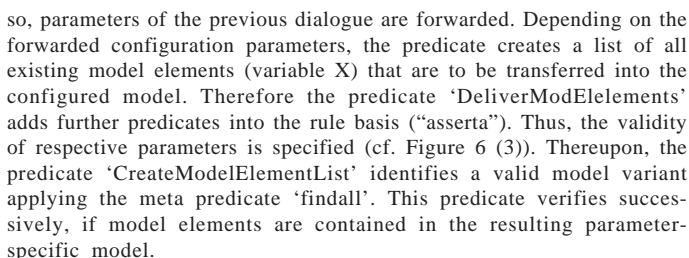 so, parameters of the previous dialogue are forwarded. Depending on the
forwarded configuration parameters, the predicate creates a list of all
existing model elements (variable X) that are to be transferred into the
configured model. Therefore the predicate ‘DeliverModElelements’
adds further predicates into the rule basis (“asserta”). Thus, the validity
of respective parameters is specified (cf. Figure 6 (3)). Thereupon, the
predicate ‘CreateModelElementList’ identifies a valid model variant
applying the meta predicate ‘findall’. This predicate verifies succes-
sively, if model elements are contained in the resulting parameter-
specific model.